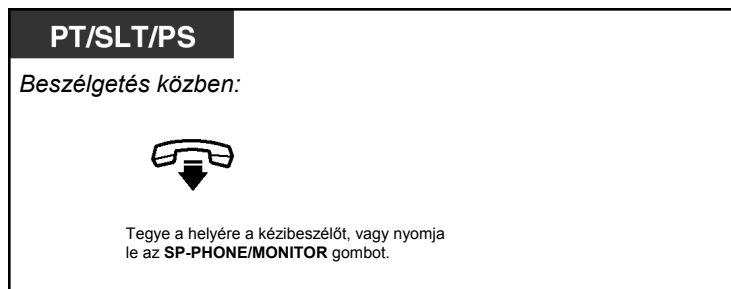 PT/SLT/PS
Beszélgetés közben:
Tegye a helyére a kézibeszélőt, vagy nyomja
le az SP-PHONE/MONITOR gombot.